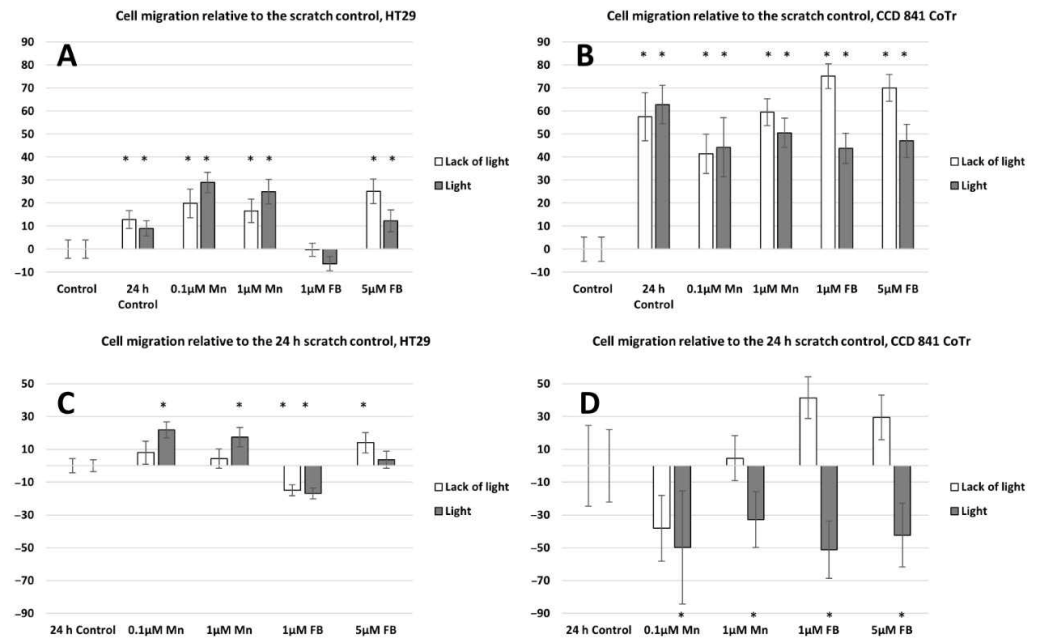 Cell migration relative to the scratch control, HT29
A
90
80
70
60
50
40
30
20
10
0
−10
* * * * * * * *
Lack of light
Light
Control 24 h Control 0.1µM Mn 1µM Mn 1µM FB 5µM FB
Cell migration relative to the scratch control, CCD 841 CoTr
B
90
80
70
60
50
40
30
20
10
0
−10
* * * * * * * * * *
Lack of light
Light
Control 24 h Control 0.1µM Mn 1µM Mn 1µM FB 5µM FB
Cell migration relative to the 24 h scratch control, HT29
C
50
30
10
−10
−30
−50
−70
−90
* * * * *
Lack of light
Light
24 h Control 0.1µM Mn 1µM Mn 1µM FB 5µM FB
Cell migration relative to the 24 h scratch control, CCD 841 CoTr
D
50
30
10
−10
−30
−50
−70
−90
Lack of light
Light
* * * *
24 h Control 0.1µM Mn 1µM Mn 1µM FB 5µM FB